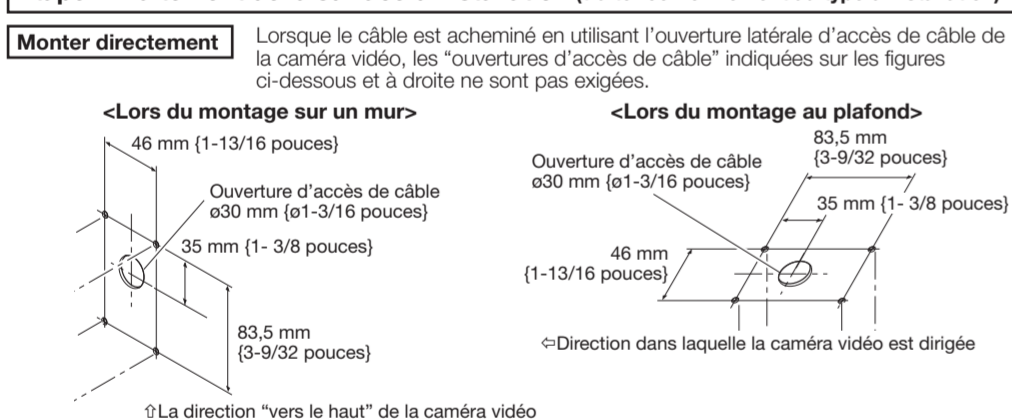 Monter directement
Lorsque le câble est acheminé en utilisant l’ouverture latérale d’accès de câble de
la caméra vidéo, les “ouvertures d’accès de câble” indiquées sur les figures
ci-dessous et à droite ne sont pas exigées.
<Lors du montage sur un mur>
46 mm {1-13/16 pouces}
Ouverture d’accès de câble
ø30 mm {ø1-3/16 pouces}
35 mm {1- 3/8 pouces}
83,5 mm
{3-9/32 pouces}
⇧La direction “vers le haut” de la caméra vidéo
<Lors du montage au plafond>
83,5 mm
{3-9/32 pouces}
Ouverture d’accès de câble
ø30 mm {ø1-3/16 pouces}
35 mm {1- 3/8 pouces}
46 mm
{1-13/16 pouces}
⇦Direction dans laquelle la caméra vidéo est dirigée